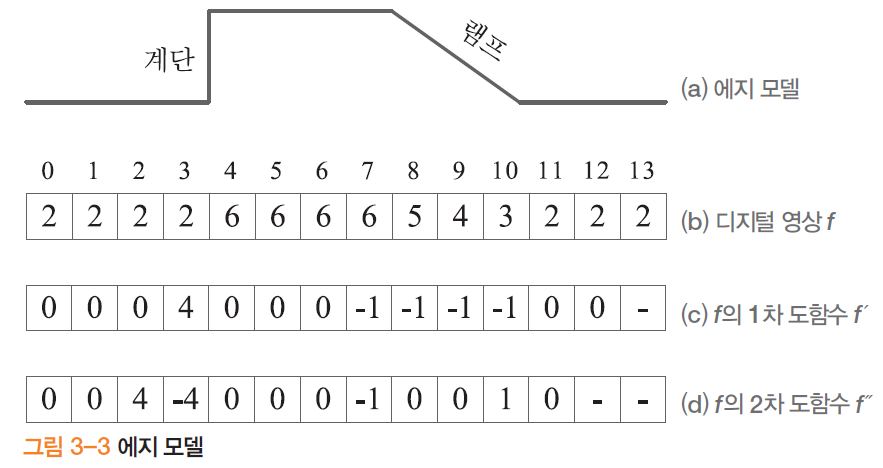 계단
램프
(a) 에지 모델
0 1 2 3 4 5 6 7 8 9 10 11 12 13
2 2 2 2 6 6 6 6 5 4 3 2 2 2 (b) 디지털 영상 f
0 0 0 4 0 0 0 -1 -1 -1 -1 0 0 - (c) f의 1차 도함수 f′
0 0 4 -4 0 0 0 -1 0 0 1 0 - - (d) f의 2차 도함수 f″
그림 3-3 에지 모델